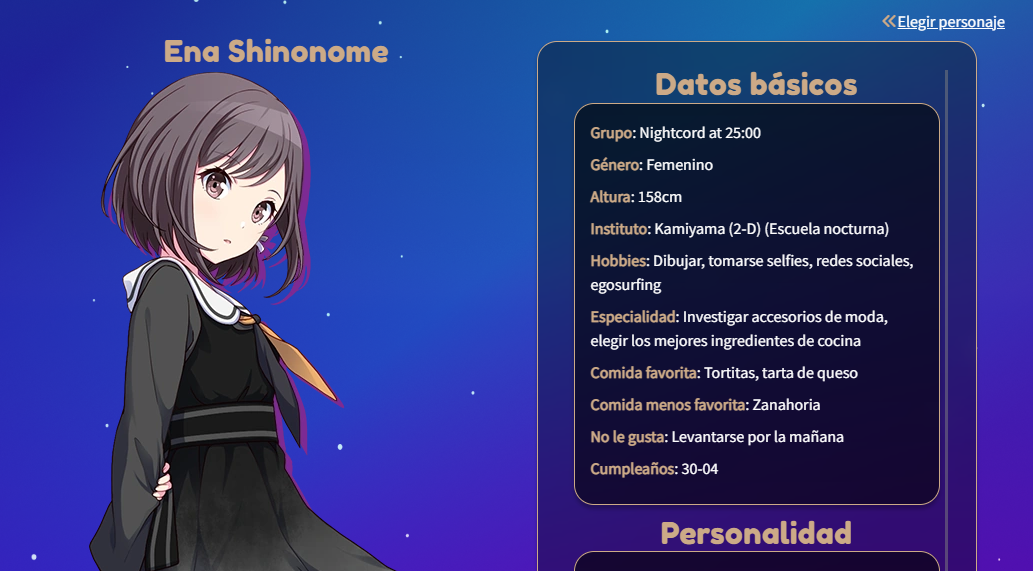 Elegir personaje
Ena Shinonome
Datos básicos
Grupo: Nightcord at 25:00
Género: Femenino
Altura: 158cm
Instituto: Kamiyama (2-D) (Escuela nocturna)
Hobbies: Dibujar, tomarse selfies, redes sociales,
egosurfing
Especialidad: Investigar accesorios de moda,
elegir los mejores ingredientes de cocina
Comida favorita: Tortitas, tarta de queso
Comida menos favorita: Zanahoria
No le gusta: Levantarse por la mañana
Cumpleaños: 30-04
Personalidad